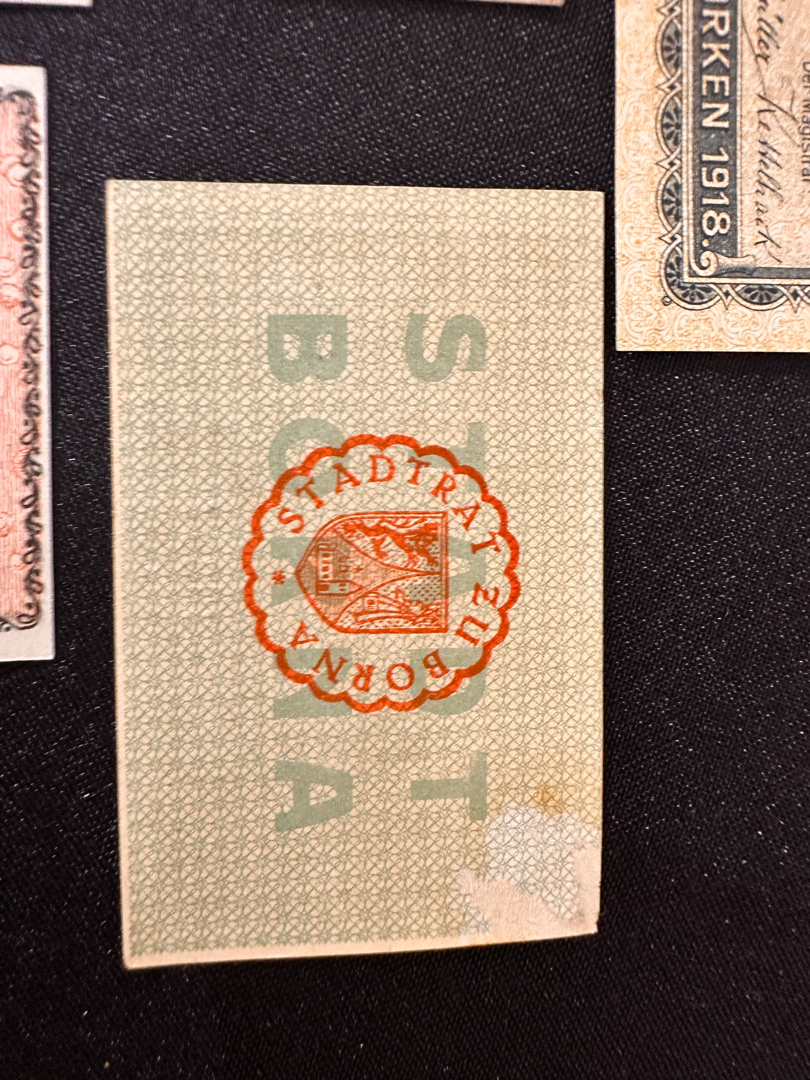 STADT
BORNA
* STADTRAT ZU BORNA
RKEN 1918.